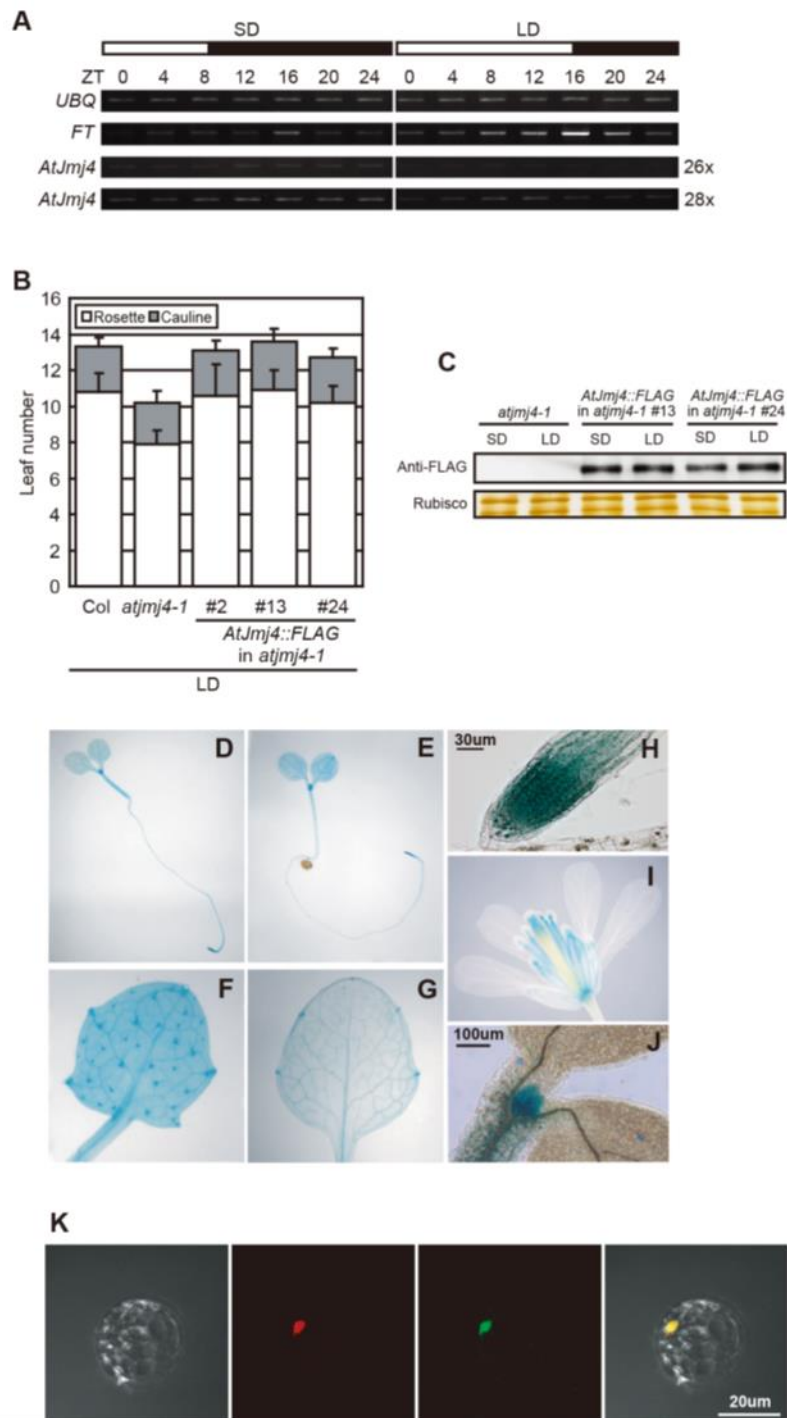 A
SD LD
ZT 0 4 8 12 16 20 24 0 4 8 12 16 20 24
UBQ
FT
AtJmj4 26x
AtJmj4 28x
B
16
14
12
10
8
6
4
2
0
Leaf number
Rosette Cauline
Col atjmj4-1 #2 #13 #24
AtJmj4::FLAG
in atjmj4-1
LD
C
atjmj4-1 AtJmj4::FLAG in atjmj4-1 #13 AtJmj4::FLAG in atjmj4-1 #24
SD LD SD LD SD LD
Anti-FLAG
Rubisco
D
E
30um H
I
F
G
100um J
K
20um